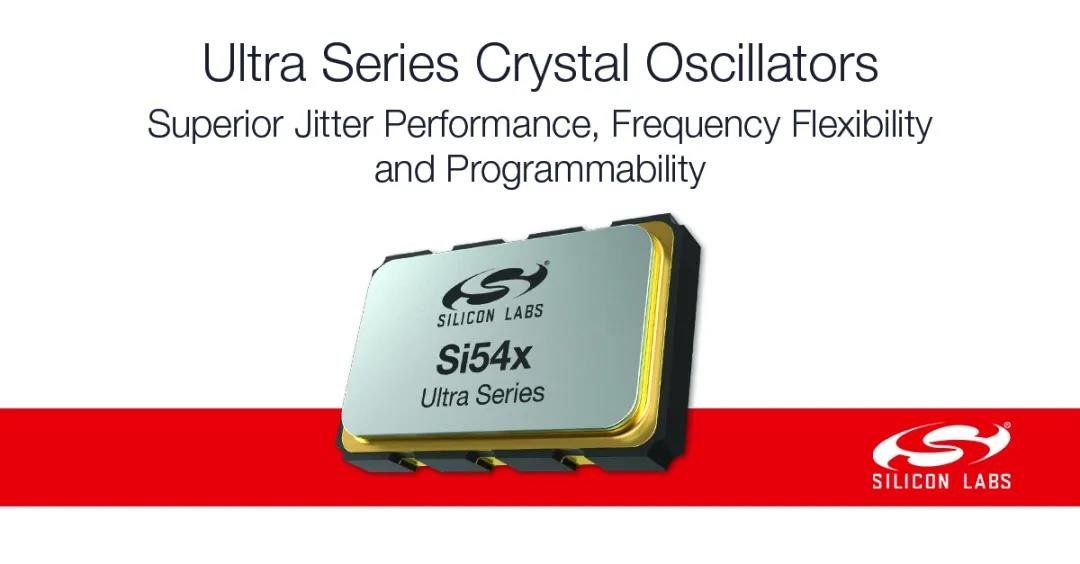 Ultra Series Crystal Oscillators
Superior Jitter Performance, Frequency Flexibility
and Programmability
®
SILICON LABS
Si54x
Ultra Series
®
SILICON LABS